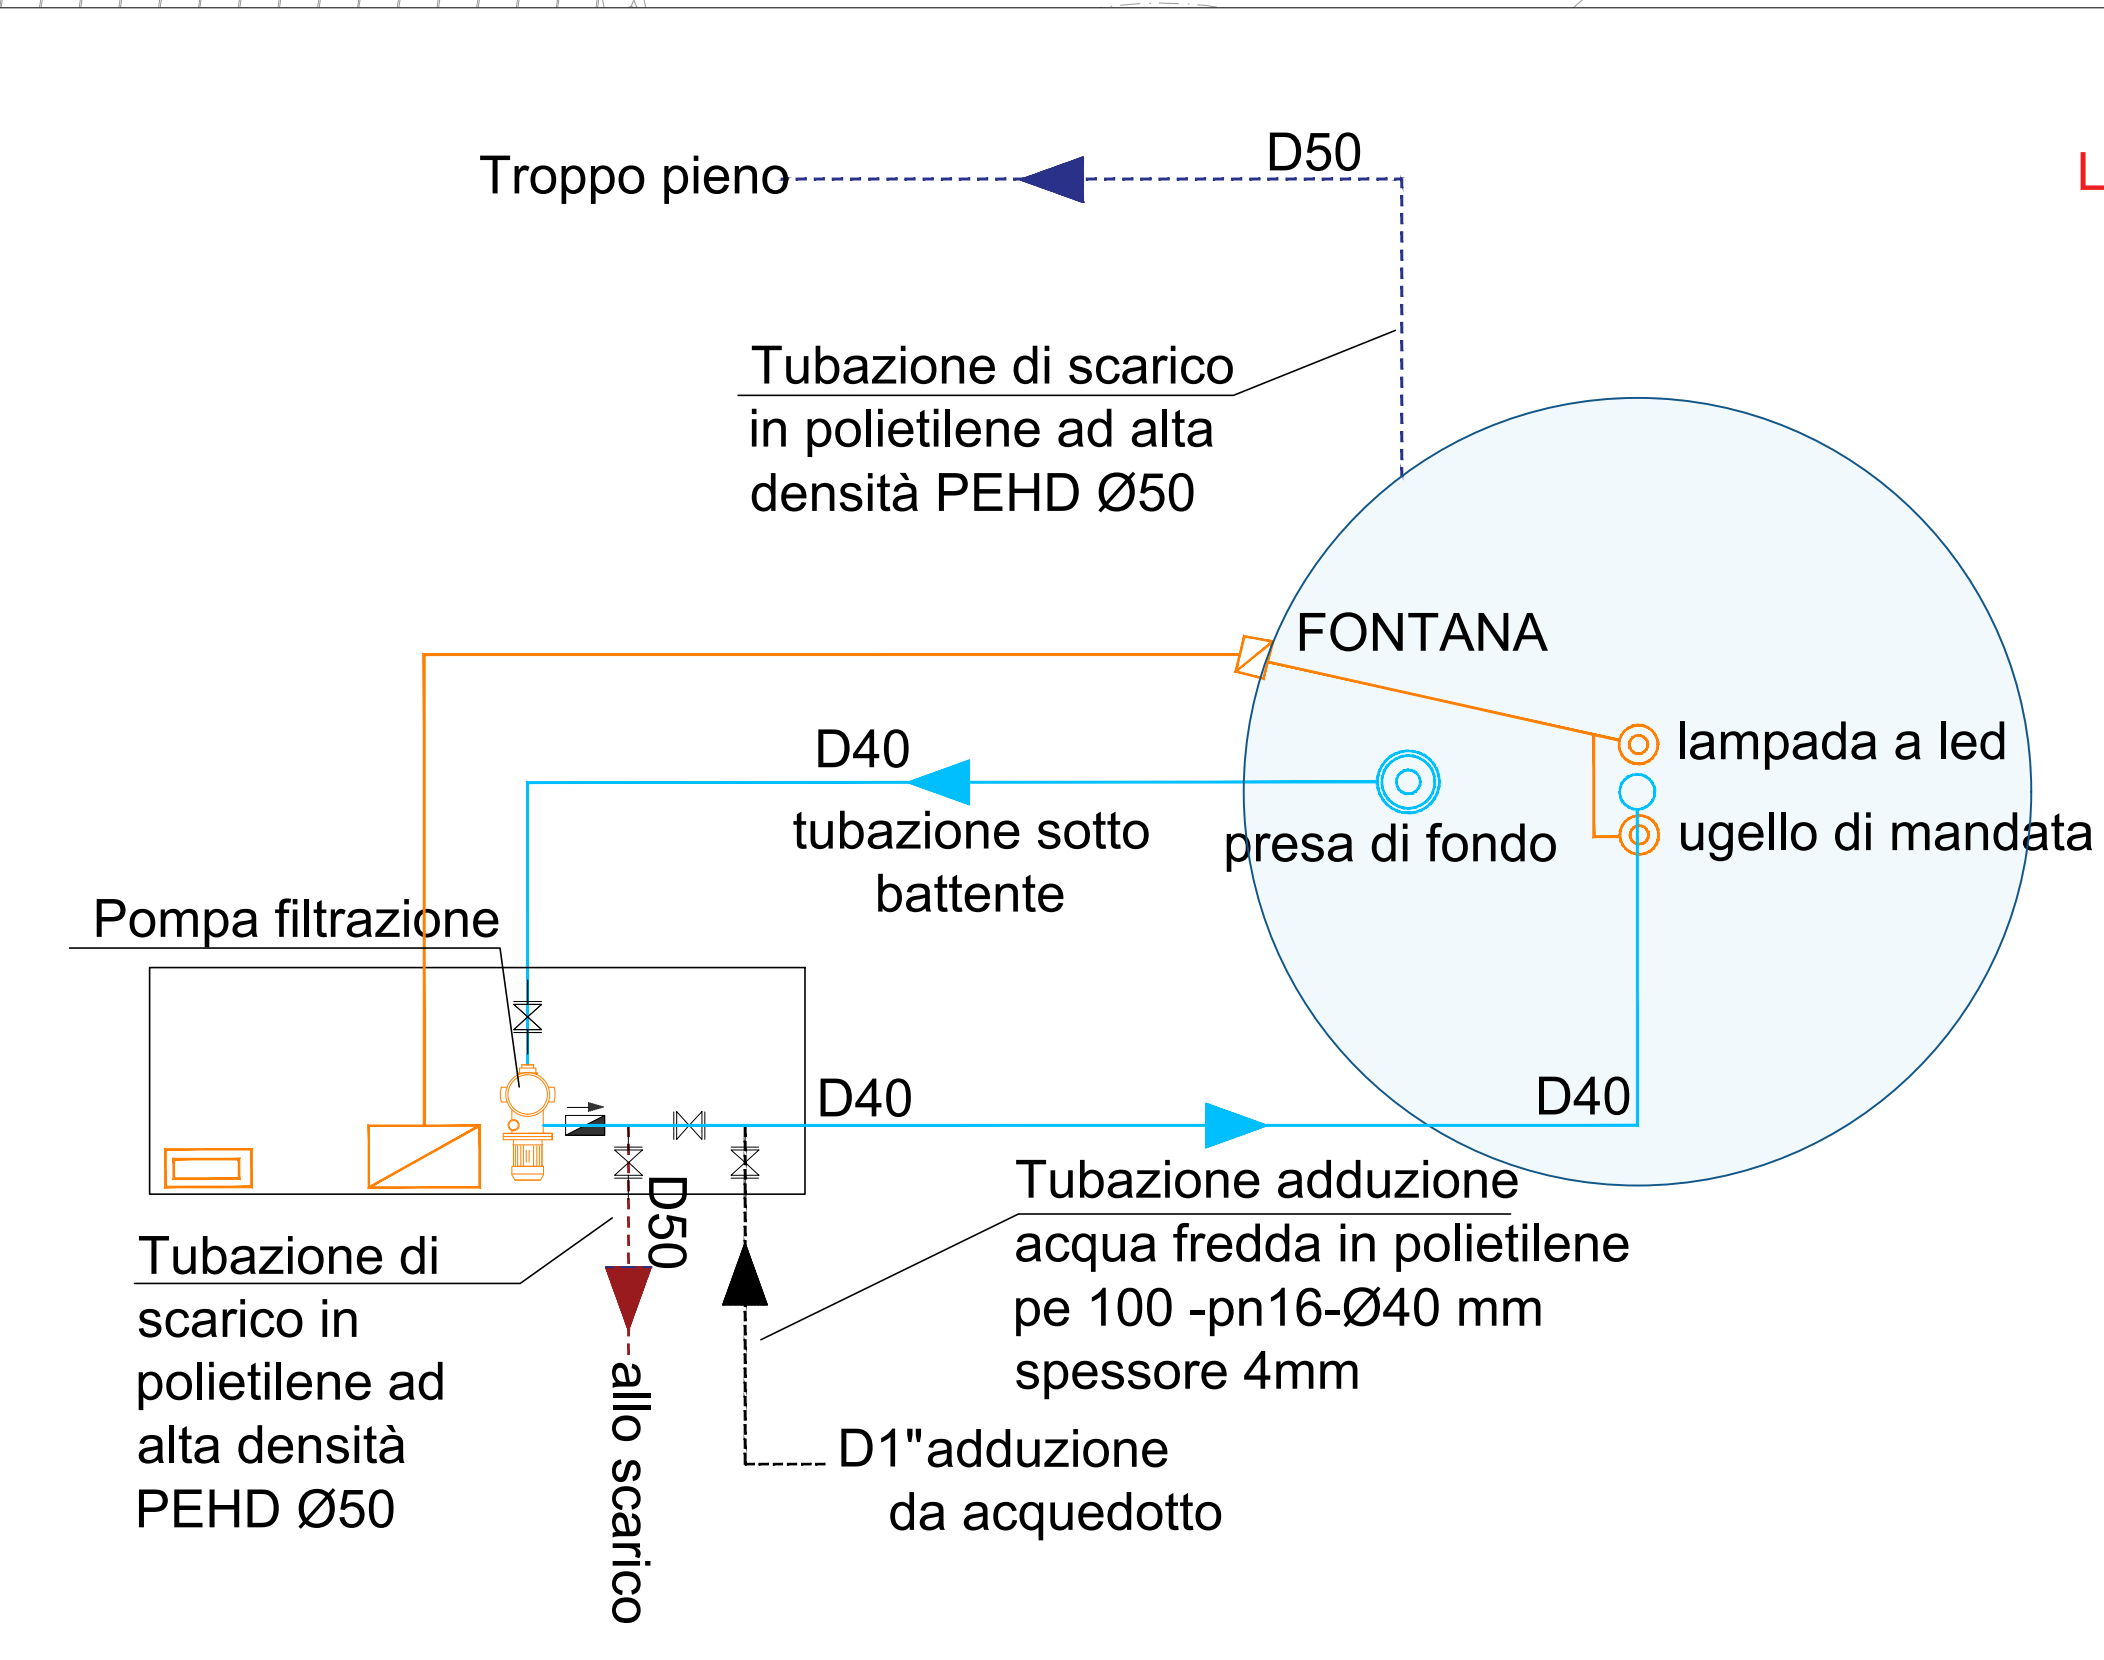 Troppo pieno
D50
L
Tubazione di scarico
in polietilene ad alta
densità PEHD Ø50
FONTANA
lampada a led
D40
tubazione sotto
battente
presa di fondo
ugello di mandata
Pompa filtrazione
D40
D40
D50
Tubazione adduzione
acqua fredda in polietilene
pe 100 -pn16-Ø40 mm
spessore 4mm
Tubazione di
scarico in
polietilene ad
alta densità
PEHD Ø50
allo scarico
D1"adduzione
da acquedotto